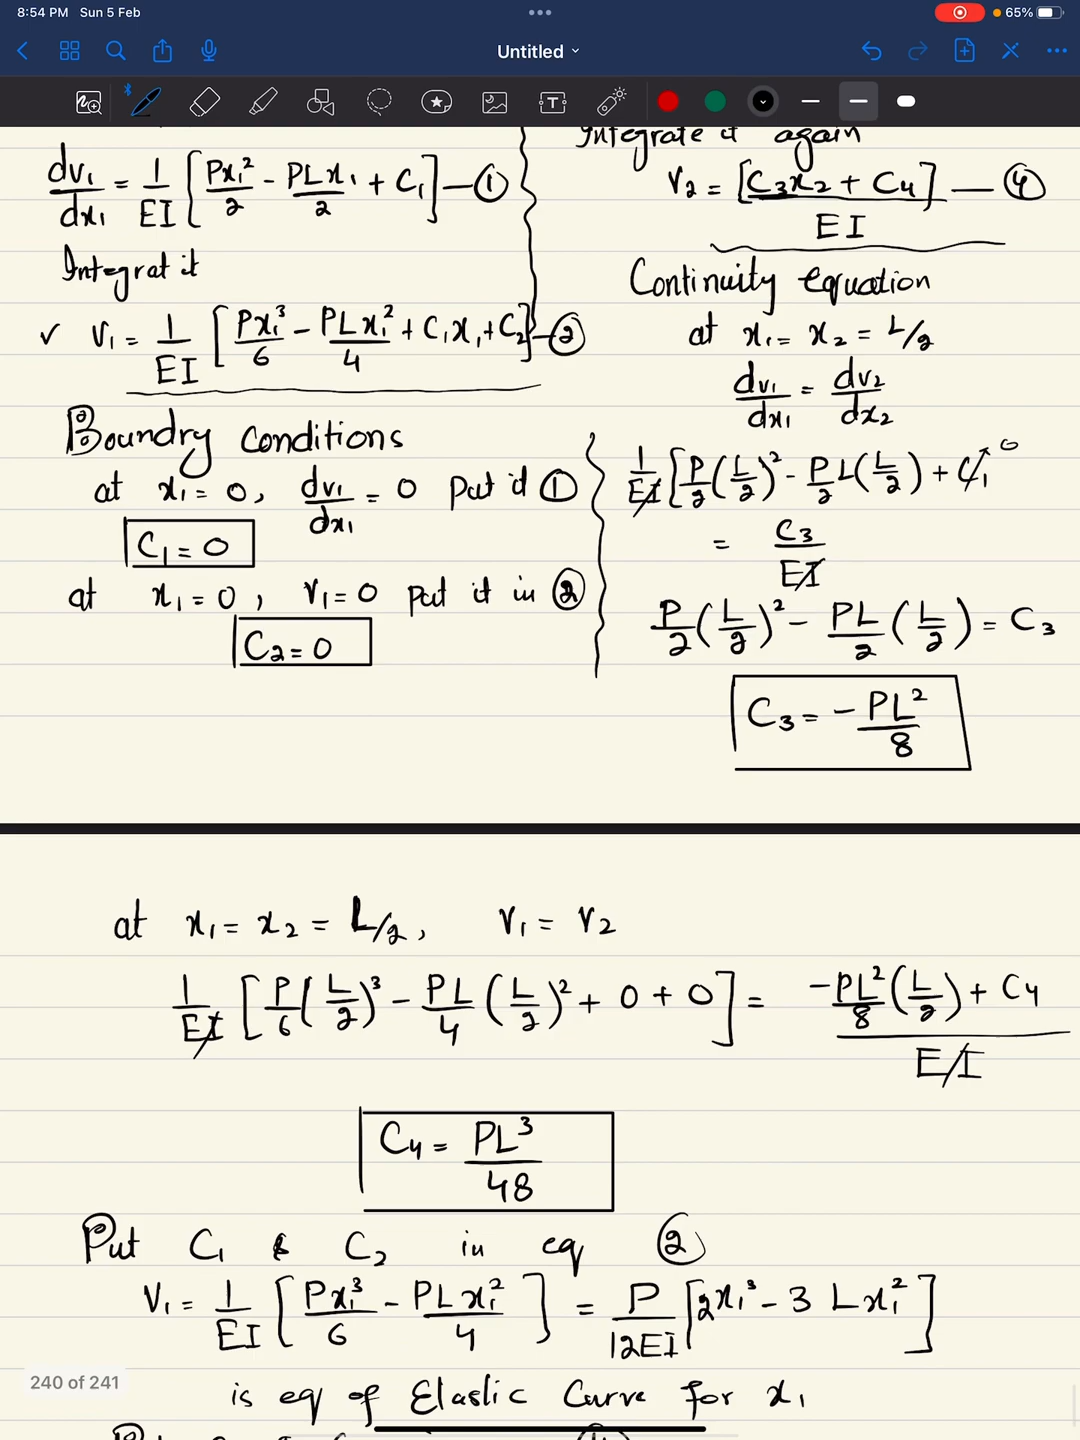 8:54 PM Sun 5 Feb
65%
Untitled
dv₁/dx₁ = 1/EI [Px₁²/2 - PLx₁/2 + C₁] — ①
Integrat it
✓ v₁ = 1/EI [Px₁³/6 - PLx₁²/4 + C₁x₁ + C₂] — ②
Boundry Conditions
at x₁ = 0, dv₁/dx₁ = 0 Put it ①
C₁ = 0
at x₁ = 0, v₁ = 0 put it in ②
C₂ = 0
Integrate it again
v₂ = [C₃x₂ + C₄]/EI — ④
Continuity equation
at x₁ = x₂ = L/2
dv₁/dx₁ = dv₂/dx₂
1/EI [P/2 (L/2)² - P/2 L(L/2) + C₁ 0
= C₃/EI
P/2 (L/2)² - PL/2 (L/2) = C₃
C₃ = - PL²/8
at x₁ = x₂ = L/2, v₁ = v₂
1/EI [P/6 (L/2)³ - PL/4 (L/2)² + 0 + 0] = -PL²/8 (L/2) + C₄ / EI
C₄ = PL³/48
Put C₁ & C₂ in eq ②
V₁ = 1/EI [Px₁³/6 - PLx₁²/4] = P/12EI [2x₁³ - 3 Lx₁²]
is eq of Elastic Curve for x₁
240 of 241